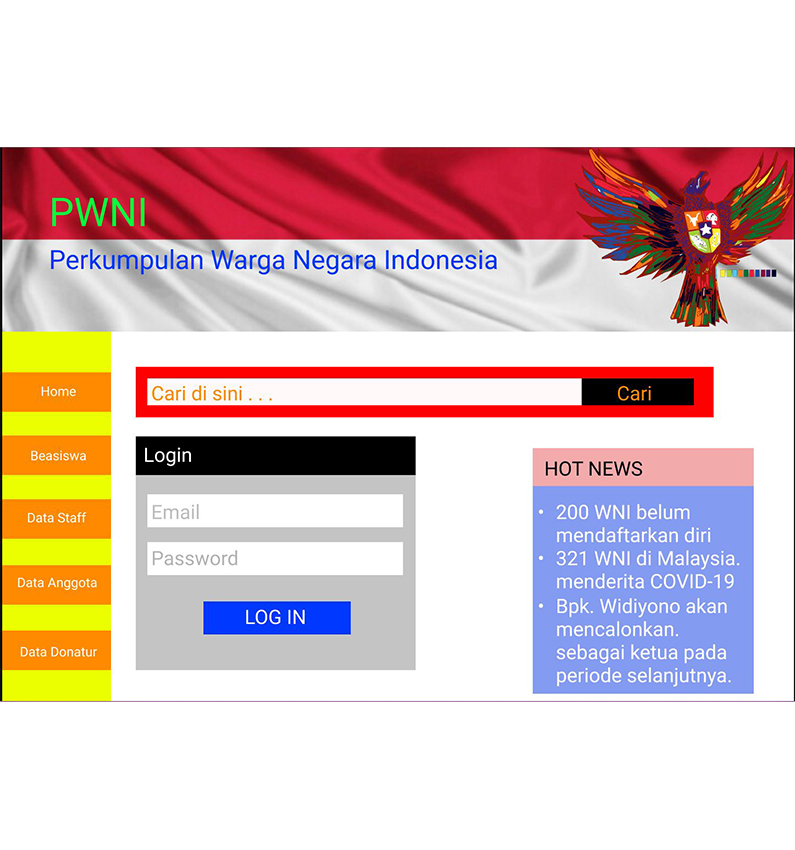 PWNI
Perkumpulan Warga Negara Indonesia
Home
Beasiswa
Data Staff
Data Anggota
Data Donatur
Cari di sini . . .
Cari
Login
Email
Password
LOG IN
HOT NEWS
• 200 WNI belum
mendaftarkan diri
• 321 WNI di Malaysia.
menderita COVID-19
• Bpk. Widiyono akan
mencalonkan.
sebagai ketua pada
periode selanjutnya.